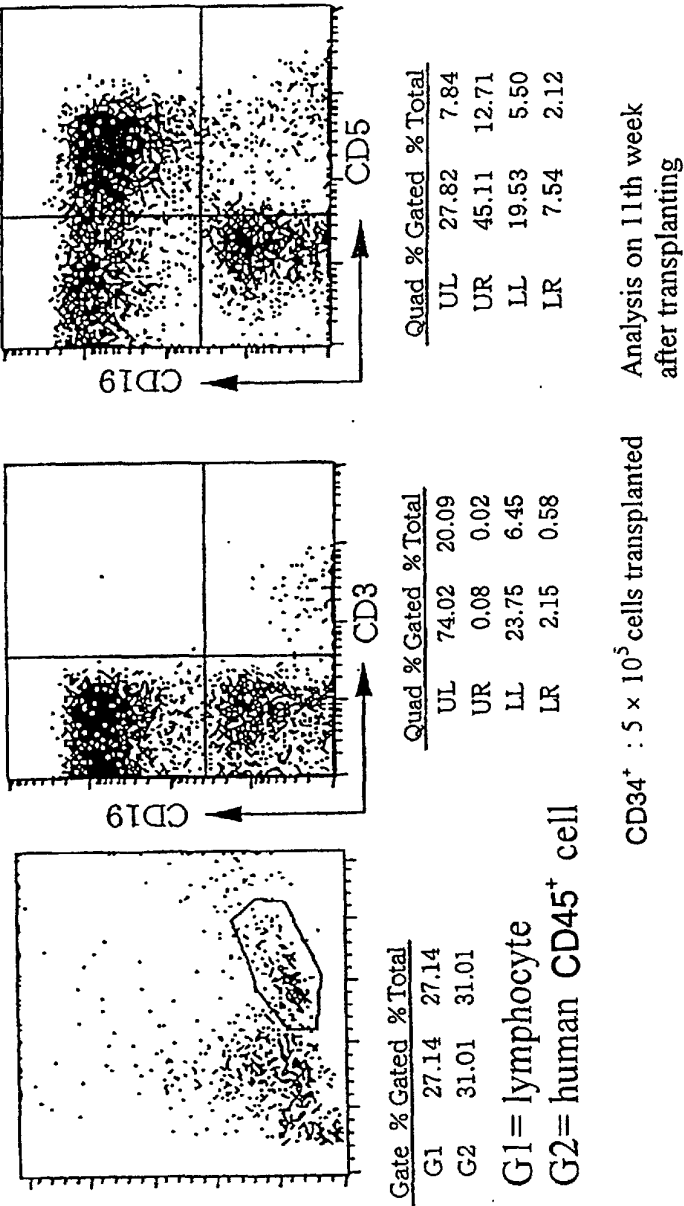 Gate % Gated % Total
G1 27.14 27.14
G2 31.01 31.01
G1= lymphocyte
G2= human CD45⁺ cell
CD19
CD3
Quad % Gated % Total
UL 74.02 20.09
UR 0.08 0.02
LL 23.75 6.45
LR 2.15 0.58
CD19
CD5
Quad % Gated % Total
UL 27.82 7.84
UR 45.11 12.71
LL 19.53 5.50
LR 7.54 2.12
CD34⁺ : 5 × 10⁵ cells transplanted
Analysis on 11th week
after transplanting